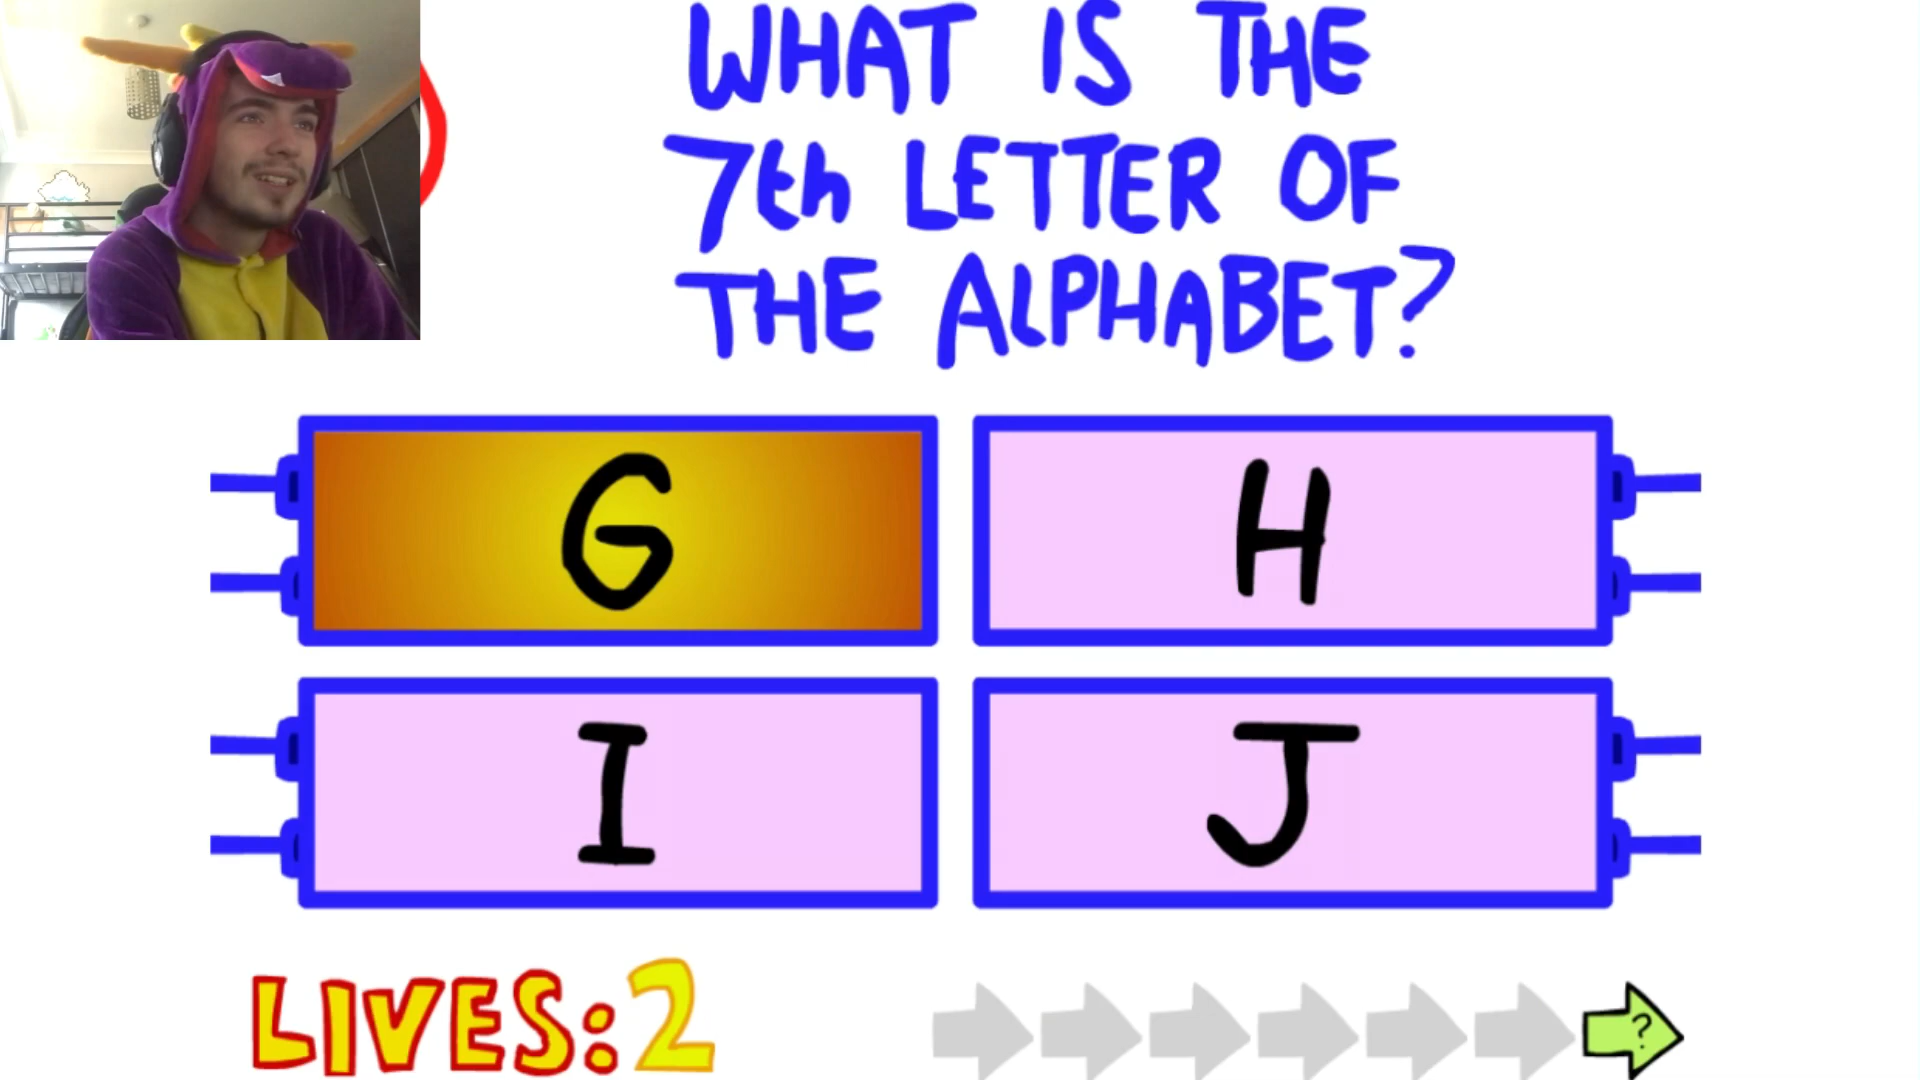 WHAT IS THE
7th LETTER OF
THE ALPHABET?
G H
I J
LIVES: 2 ?